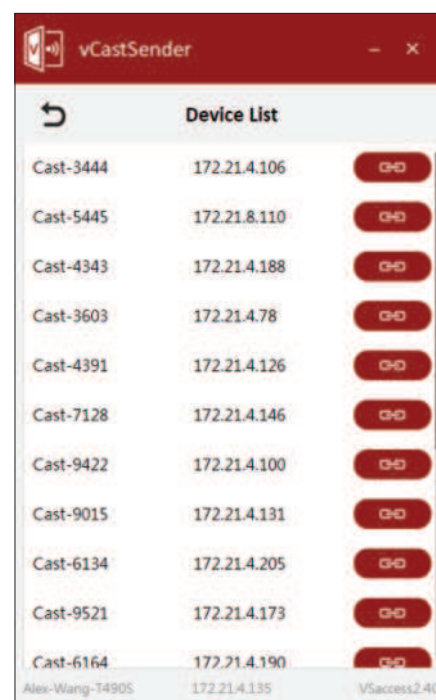 vCastSender
Device List
Cast-3444 172.21.4.106
Cast-5445 172.21.8.110
Cast-4343 172.21.4.188
Cast-3603 172.21.4.78
Cast-4391 172.21.4.126
Cast-7128 172.21.4.146
Cast-9422 172.21.4.100
Cast-9015 172.21.4.131
Cast-6134 172.21.4.205
Cast-9521 172.21.4.173
Cast-6164 172.21.4.190
Alex-Wang-T490S 172.21.4.135